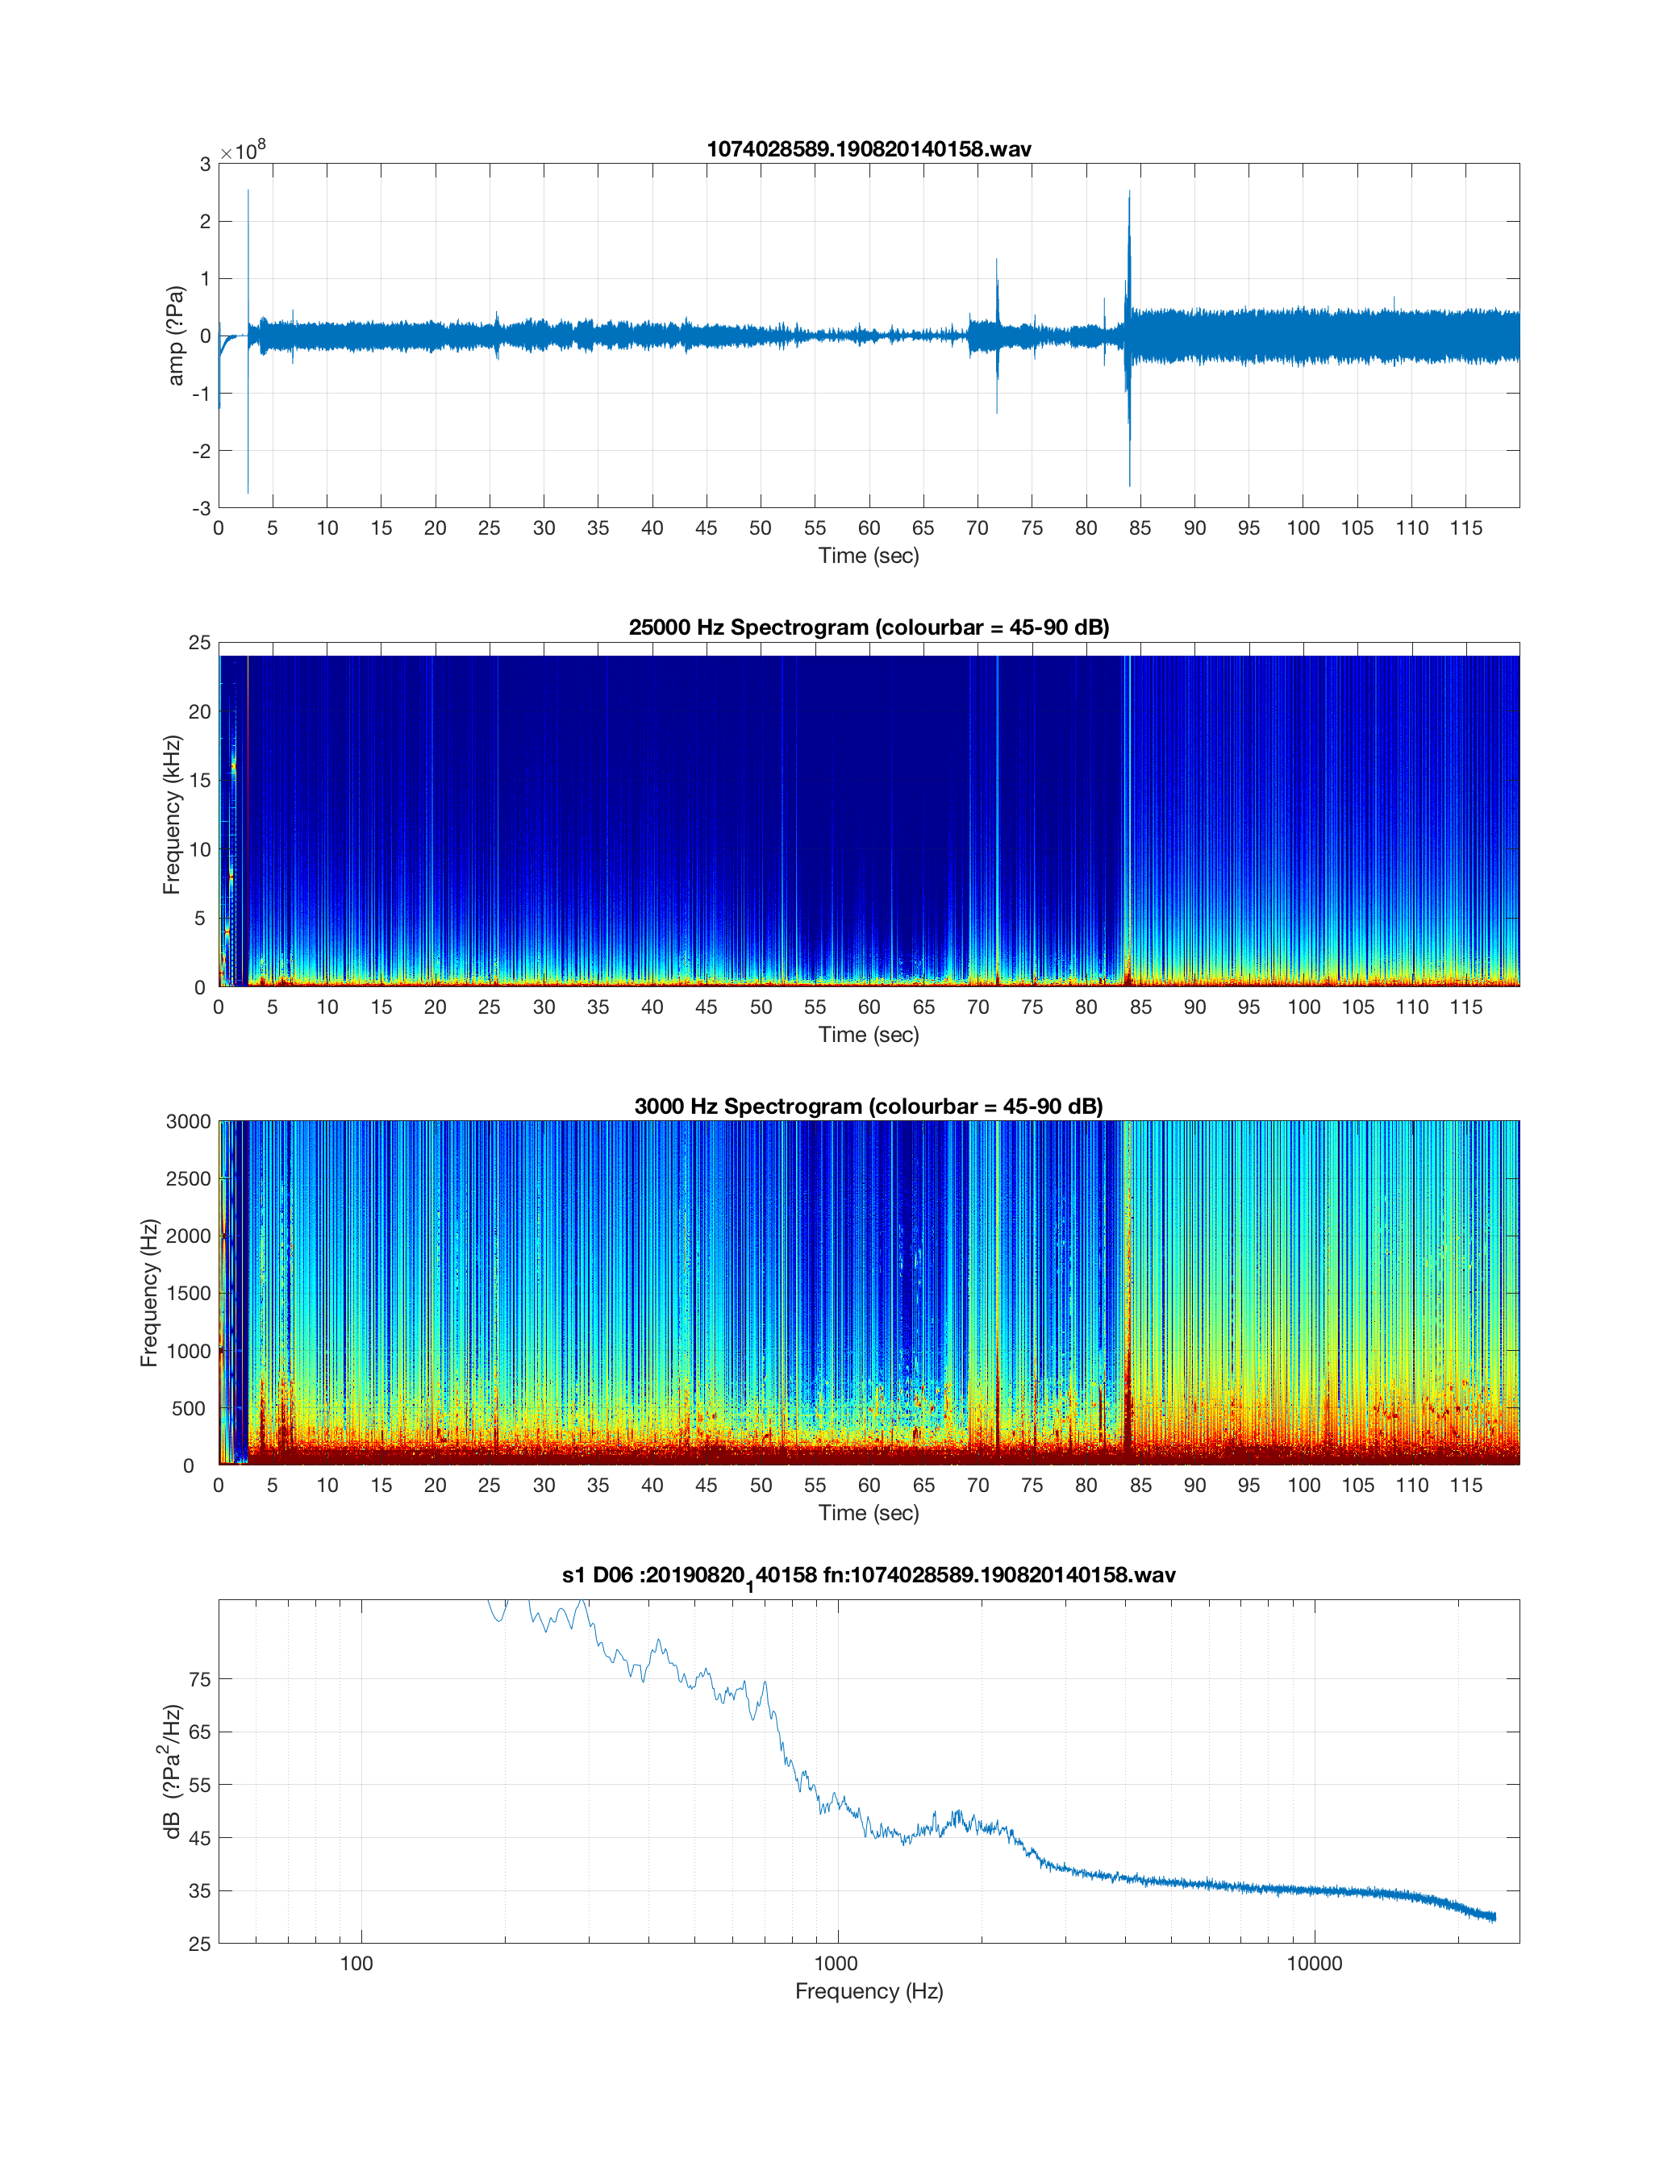 1074028589.190820140158.wav
×10^8
3
2
1
0
-1
-2
-3
amp (?Pa)
0 5 10 15 20 25 30 35 40 45 50 55 60 65 70 75 80 85 90 95 100 105 110 115
Time (sec)
25000 Hz Spectrogram (colourbar = 45-90 dB)
25
20
15
10
5
0
Frequency (kHz)
0 5 10 15 20 25 30 35 40 45 50 55 60 65 70 75 80 85 90 95 100 105 110 115
Time (sec)
3000 Hz Spectrogram (colourbar = 45-90 dB)
3000
2500
2000
1500
1000
500
0
Frequency (Hz)
0 5 10 15 20 25 30 35 40 45 50 55 60 65 70 75 80 85 90 95 100 105 110 115
Time (sec)
s1 D06 :20190820_140158 fn:1074028589.190820140158.wav
75
65
55
45
35
25
dB (?Pa^2/Hz)
100 1000 10000
Frequency (Hz)